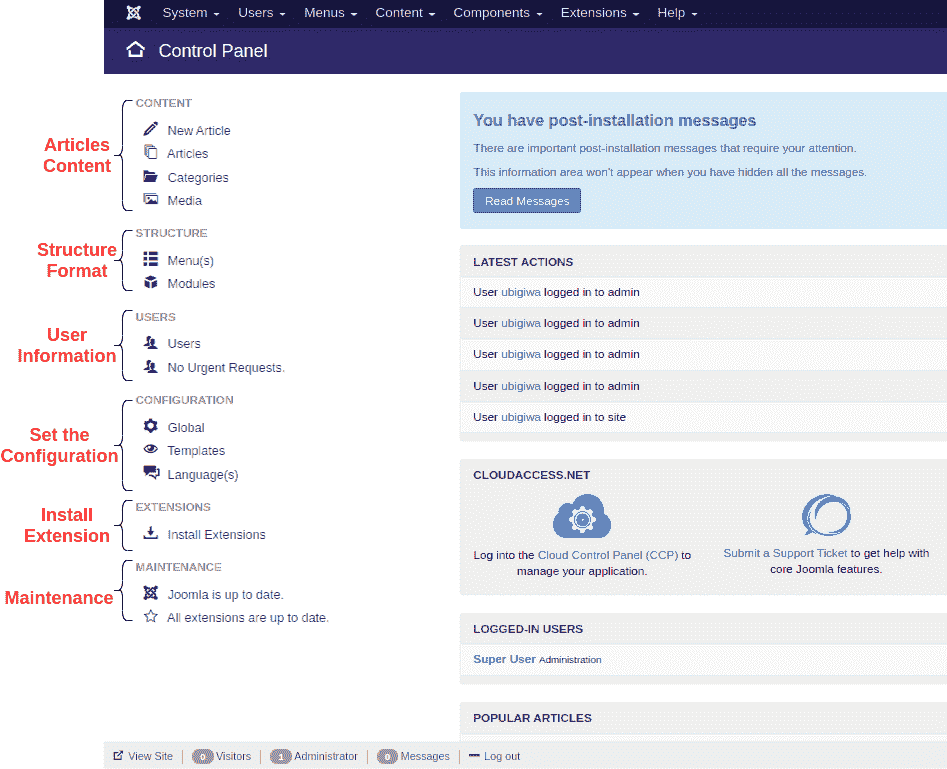 System Users Menus Content Components Extensions Help
Control Panel
Articles
Content
CONTENT
New Article
Articles
Categories
Media
Structure
Format
STRUCTURE
Menu(s)
Modules
User
Information
USERS
Users
No Urgent Requests.
Set the
Configuration
CONFIGURATION
Global
Templates
Language(s)
Install
Extension
EXTENSIONS
Install Extensions
Maintenance
MAINTENANCE
Joomla is up to date.
All extensions are up to date.
You have post-installation messages
There are important post-installation messages that require your attention.
This information area won't appear when you have hidden all the messages.
Read Messages
LATEST ACTIONS
User ubigiwa logged in to admin
User ubigiwa logged in to admin
User ubigiwa logged in to admin
User ubigiwa logged in to admin
User ubigiwa logged in to site
CLOUDACCESS.NET
Log into the Cloud Control Panel (CCP) to
manage your application.
Submit a Support Ticket to get help with
core Joomla features.
LOGGED-IN USERS
Super User Administration
POPULAR ARTICLES
View Site 0 Visitors 1 Administrator 0 Messages Log out